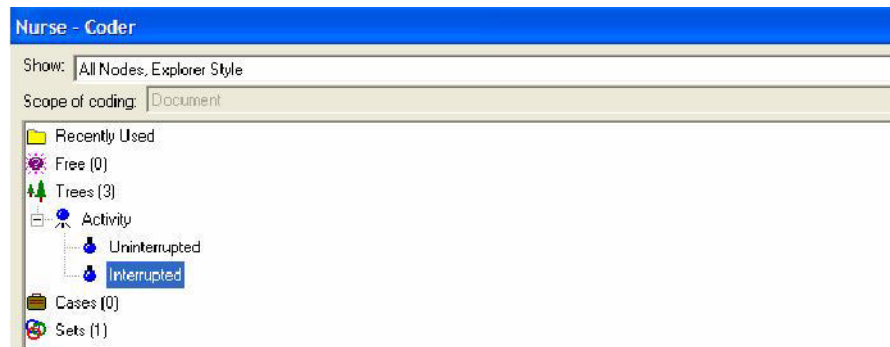 Nurse - Coder
Show: All Nodes, Explorer Style
Scope of coding: Document
Recently Used
Free (0)
Trees (3)
Activity
Uninterrupted
Interrupted
Cases (0)
Sets (1)